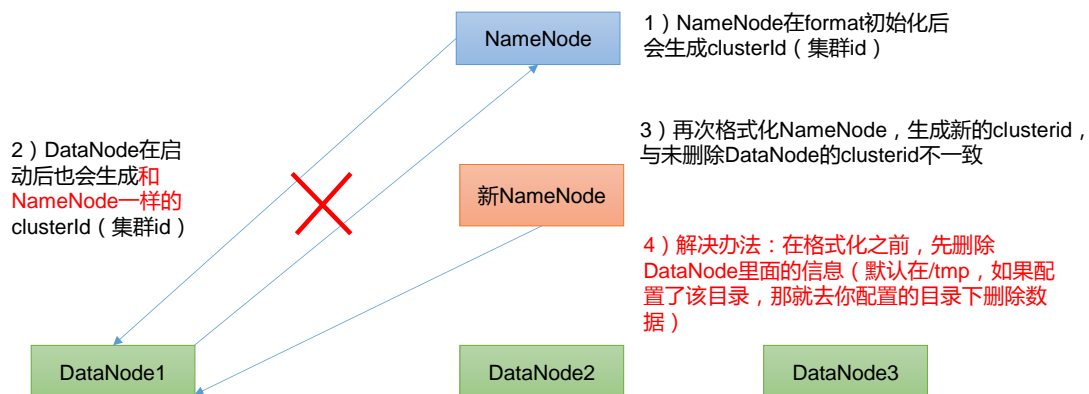 NameNode
1）NameNode在format初始化后
会生成clusterId（集群id）
2）DataNode在启
动后也会生成和
NameNode一样的
clusterId（集群id）
3）再次格式化NameNode，生成新的clusterid，
与未删除DataNode的clusterid不一致
新NameNode
4）解决办法：在格式化之前，先删除
DataNode里面的信息（默认在/tmp，如果配
置了该目录，那就去你配置的目录下删除数
据）
DataNode1
DataNode2
DataNode3